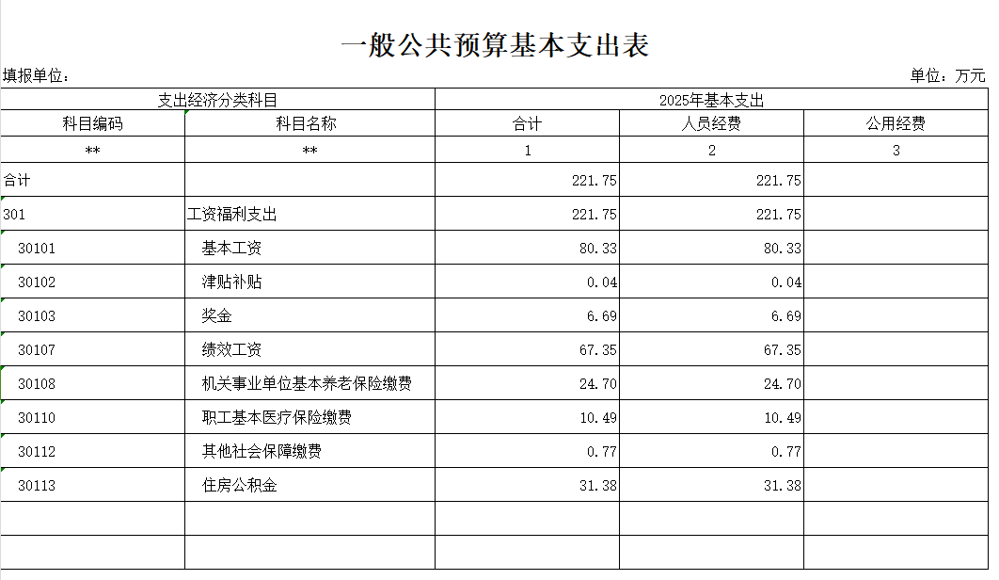 一般公共预算基本支出表
填报单位： 单位：万元
支出经济分类科目 2025年基本支出
科目编码 科目名称 合计 人员经费 公用经费
** ** 1 2 3
合计 221.75 221.75
301 工资福利支出 221.75 221.75
30101 基本工资 80.33 80.33
30102 津贴补贴 0.04 0.04
30103 奖金 6.69 6.69
30107 绩效工资 67.35 67.35
30108 机关事业单位基本养老保险缴费 24.70 24.70
30110 职工基本医疗保险缴费 10.49 10.49
30112 其他社会保障缴费 0.77 0.77
30113 住房公积金 31.38 31.38